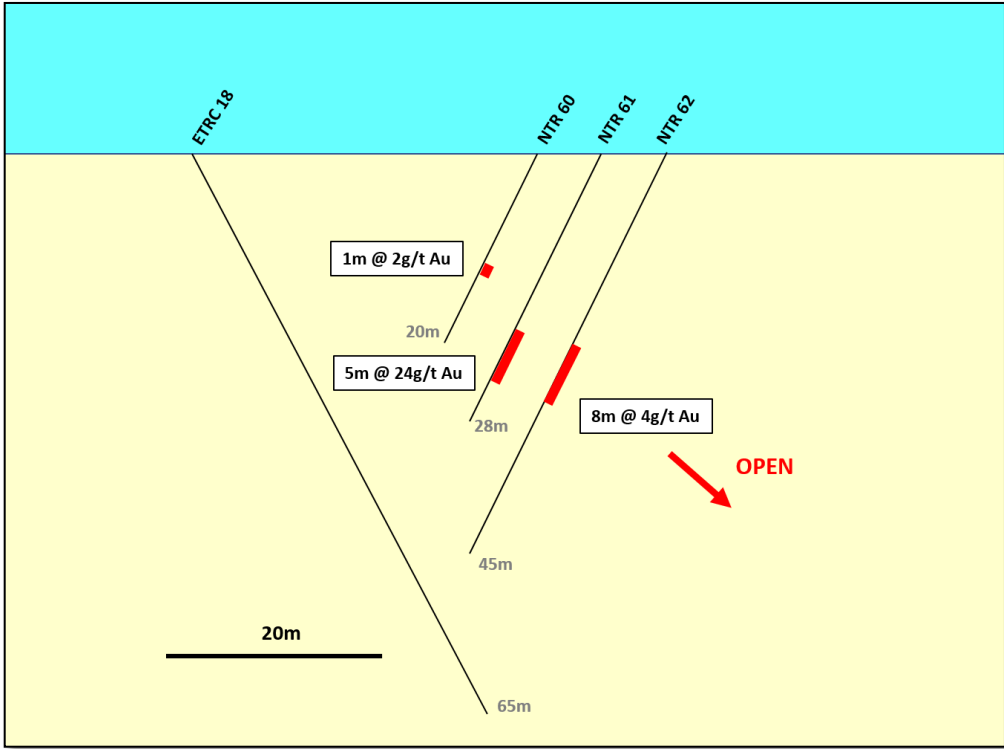 ETRC 18
NTR 60
NTR 61
NTR 62
1m @ 2g/t Au
20m
5m @ 24g/t Au
28m
8m @ 4g/t Au
OPEN
45m
20m
65m